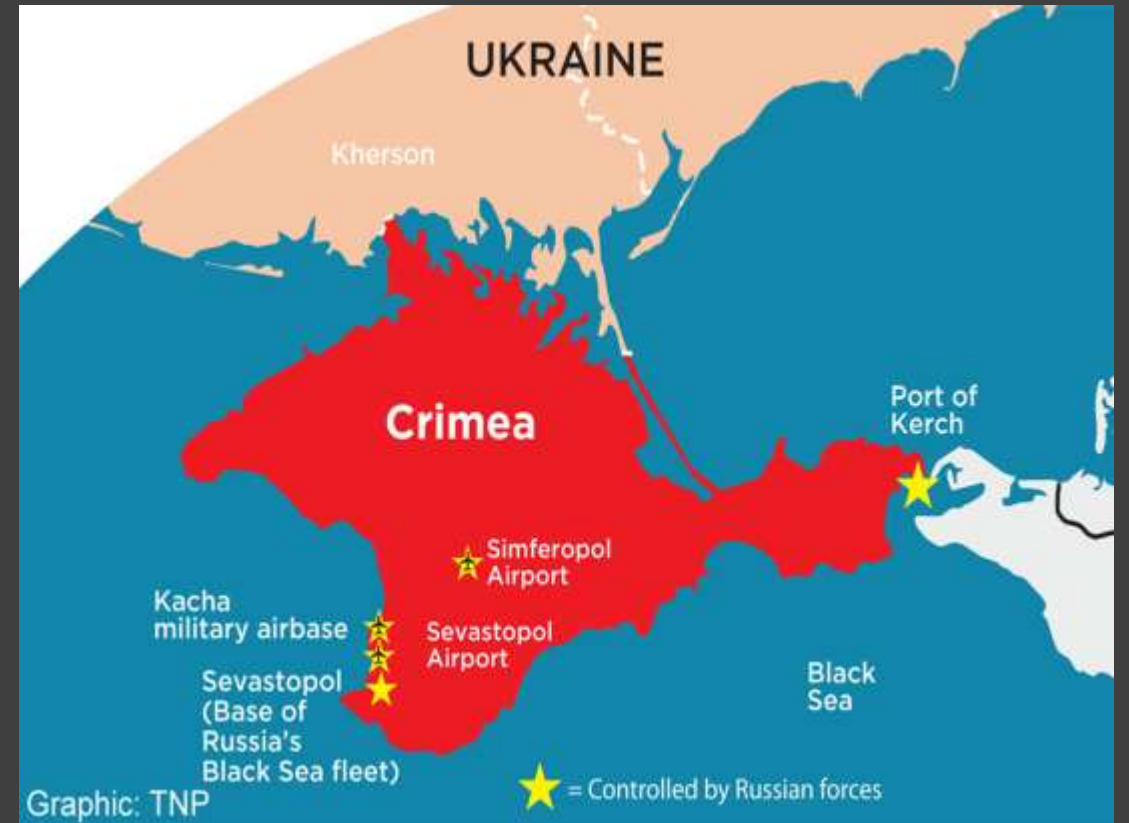 UKRAINE
Kherson
Crimea
Port of
Kerch
Simferopol
Airport
Kacha
military airbase
Sevastopol
Airport
Sevastopol
(Base of
Russia's
Black Sea fleet)
Black
Sea
= Controlled by Russian forces
Graphic: TNP